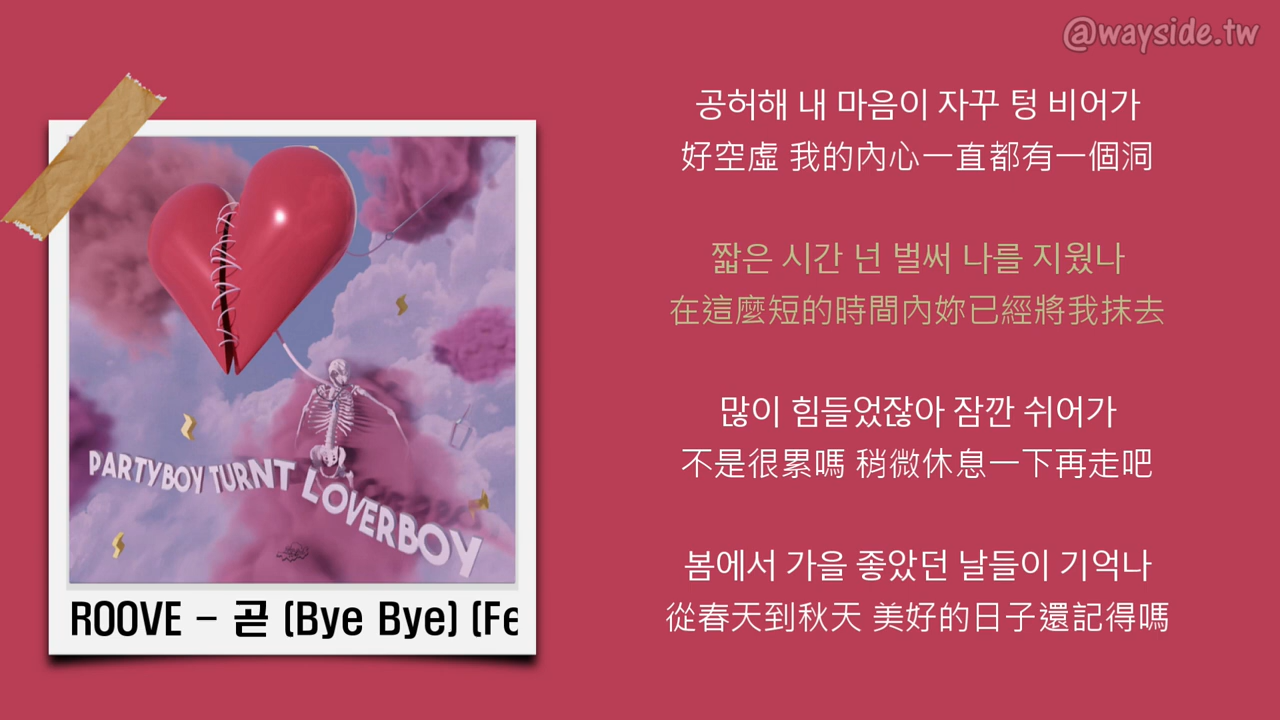 @wayside.tw
공허해 내 마음이 자꾸 텅 비어가
好空虛 我的內心一直都有一個洞
짧은 시간 넌 벌써 나를 지웠나
在這麼短的時間內妳已經將我抹去
많이 힘들었잖아 잠깐 쉬어가
不是很累嗎 稍微休息一下再走吧
봄에서 가을 좋았던 날들이 기억나
從春天到秋天 美好的日子還記得嗎
PARTYBOY TURNT LOVERBOY
ROOVE - 곧 (Bye Bye) (Fe